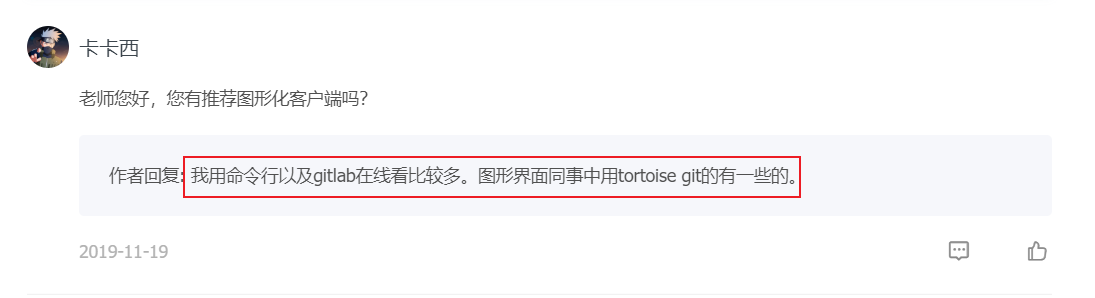 卡卡西
老师您好，您有推荐图形化客户端吗？
作者回复: 我用命令行以及gitlab在线看比较多。图形界面同事中用tortoise git的有一些的。
2019-11-19